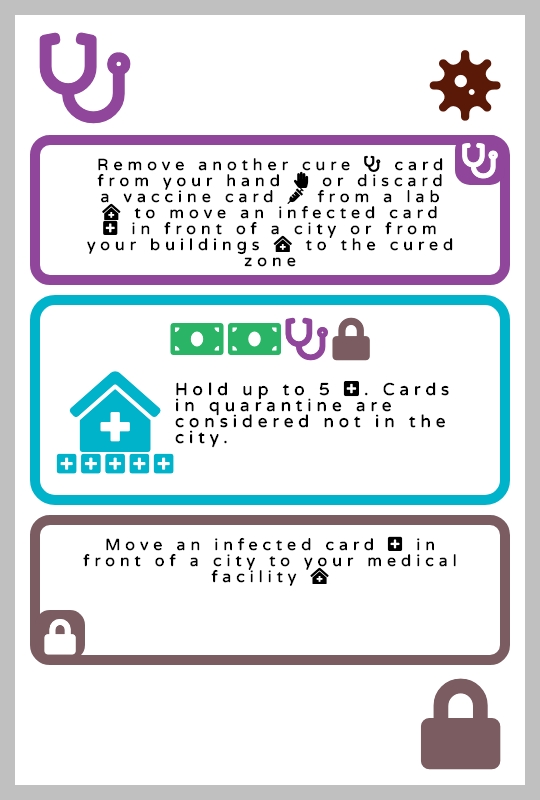 Remove another cure card
from your hand or discard
a vaccine card from a lab
to move an infected card
in front of a city or from
your buildings to the cured
zone
Hold up to 5 . Cards
in quarantine are
considered not in the
city.
Move an infected card in
front of a city to your medical
facility